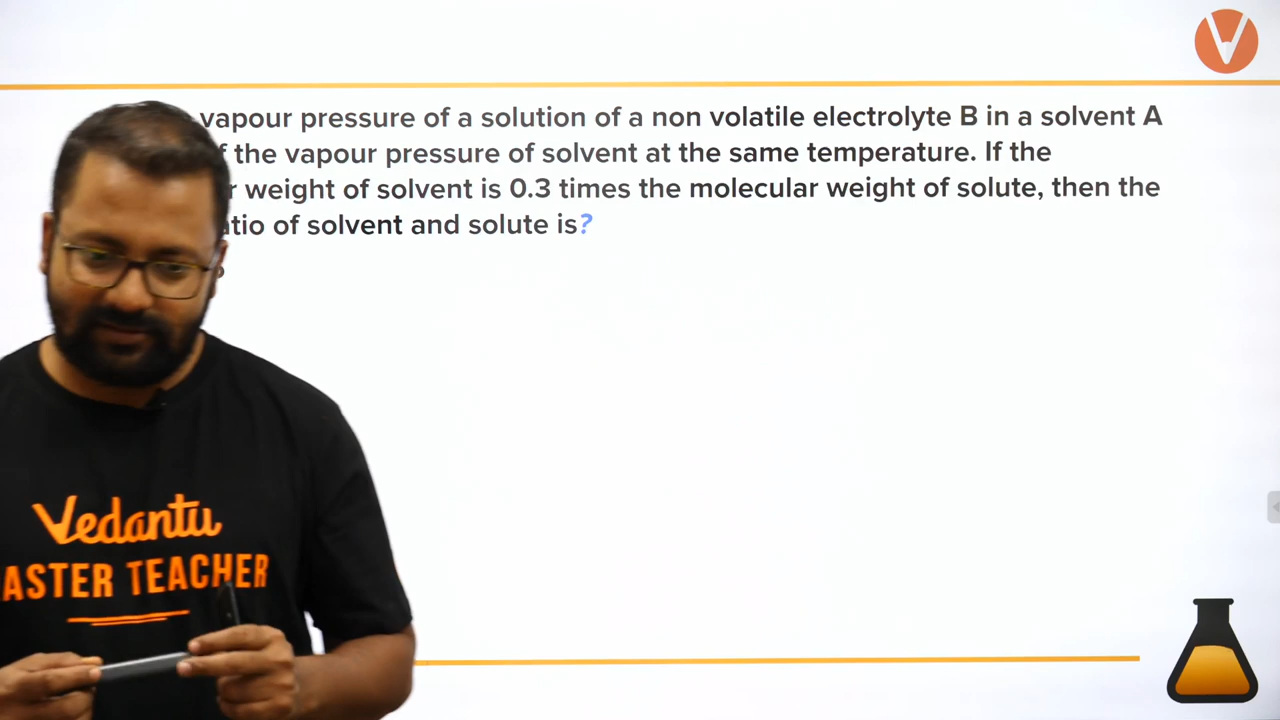 vapour pressure of a solution of a non volatile electrolyte B in a solvent A
the vapour pressure of solvent at the same temperature. If the
weight of solvent is 0.3 times the molecular weight of solute, then the
of solvent and solute is?
Vedantu
ASTER TEACHER